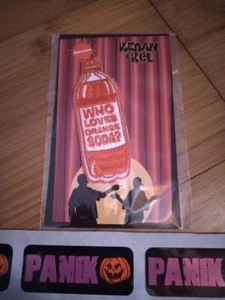 KENAN
& KEL
WHO
LOVES
ORANGE
SODA?
PANIK
PANIK